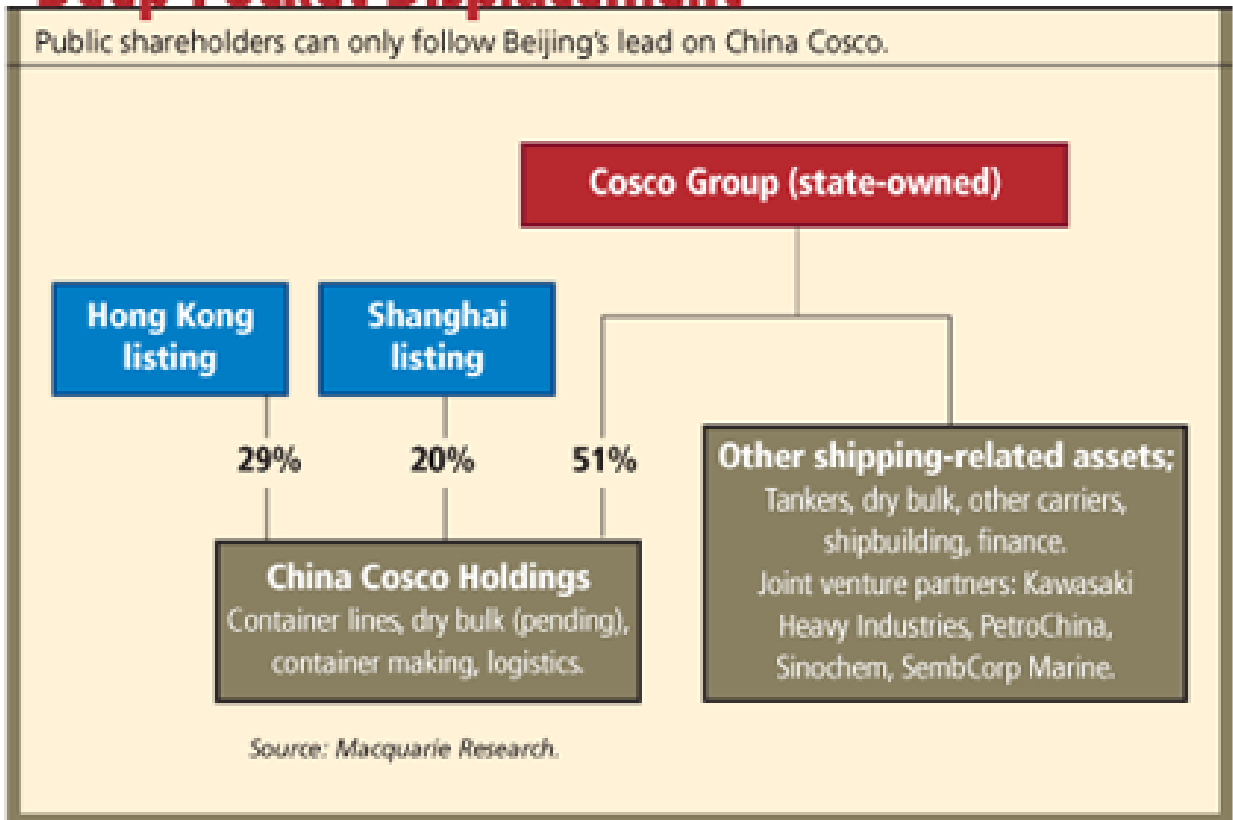 Deep Pocket Displacement
Public shareholders can only follow Beijing's lead on China Cosco.
Cosco Group (state-owned)
Hong Kong
listing
Shanghai
listing
29%
20%
51%
Other shipping-related assets;
Tankers, dry bulk, other carriers,
shipbuilding, finance.
Joint venture partners: Kawasaki
Heavy Industries, PetroChina,
Sinochem, SembCorp Marine.
China Cosco Holdings
Container lines, dry bulk (pending),
container making, logistics.
Source: Macquarie Research.